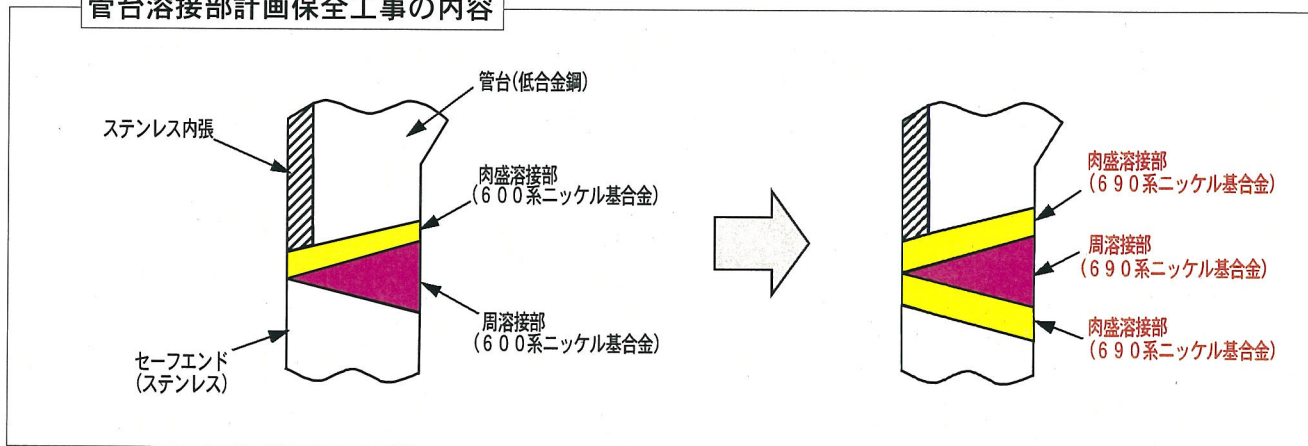 管台溶接部計画保全工事の内容
管台(低合金鋼)
ステンレス内張
肉盛溶接部
(600系ニッケル基合金)
周溶接部
(600系ニッケル基合金)
セーフエンド
(ステンレス)
肉盛溶接部
(690系ニッケル基合金)
周溶接部
(690系ニッケル基合金)
肉盛溶接部
(690系ニッケル基合金)